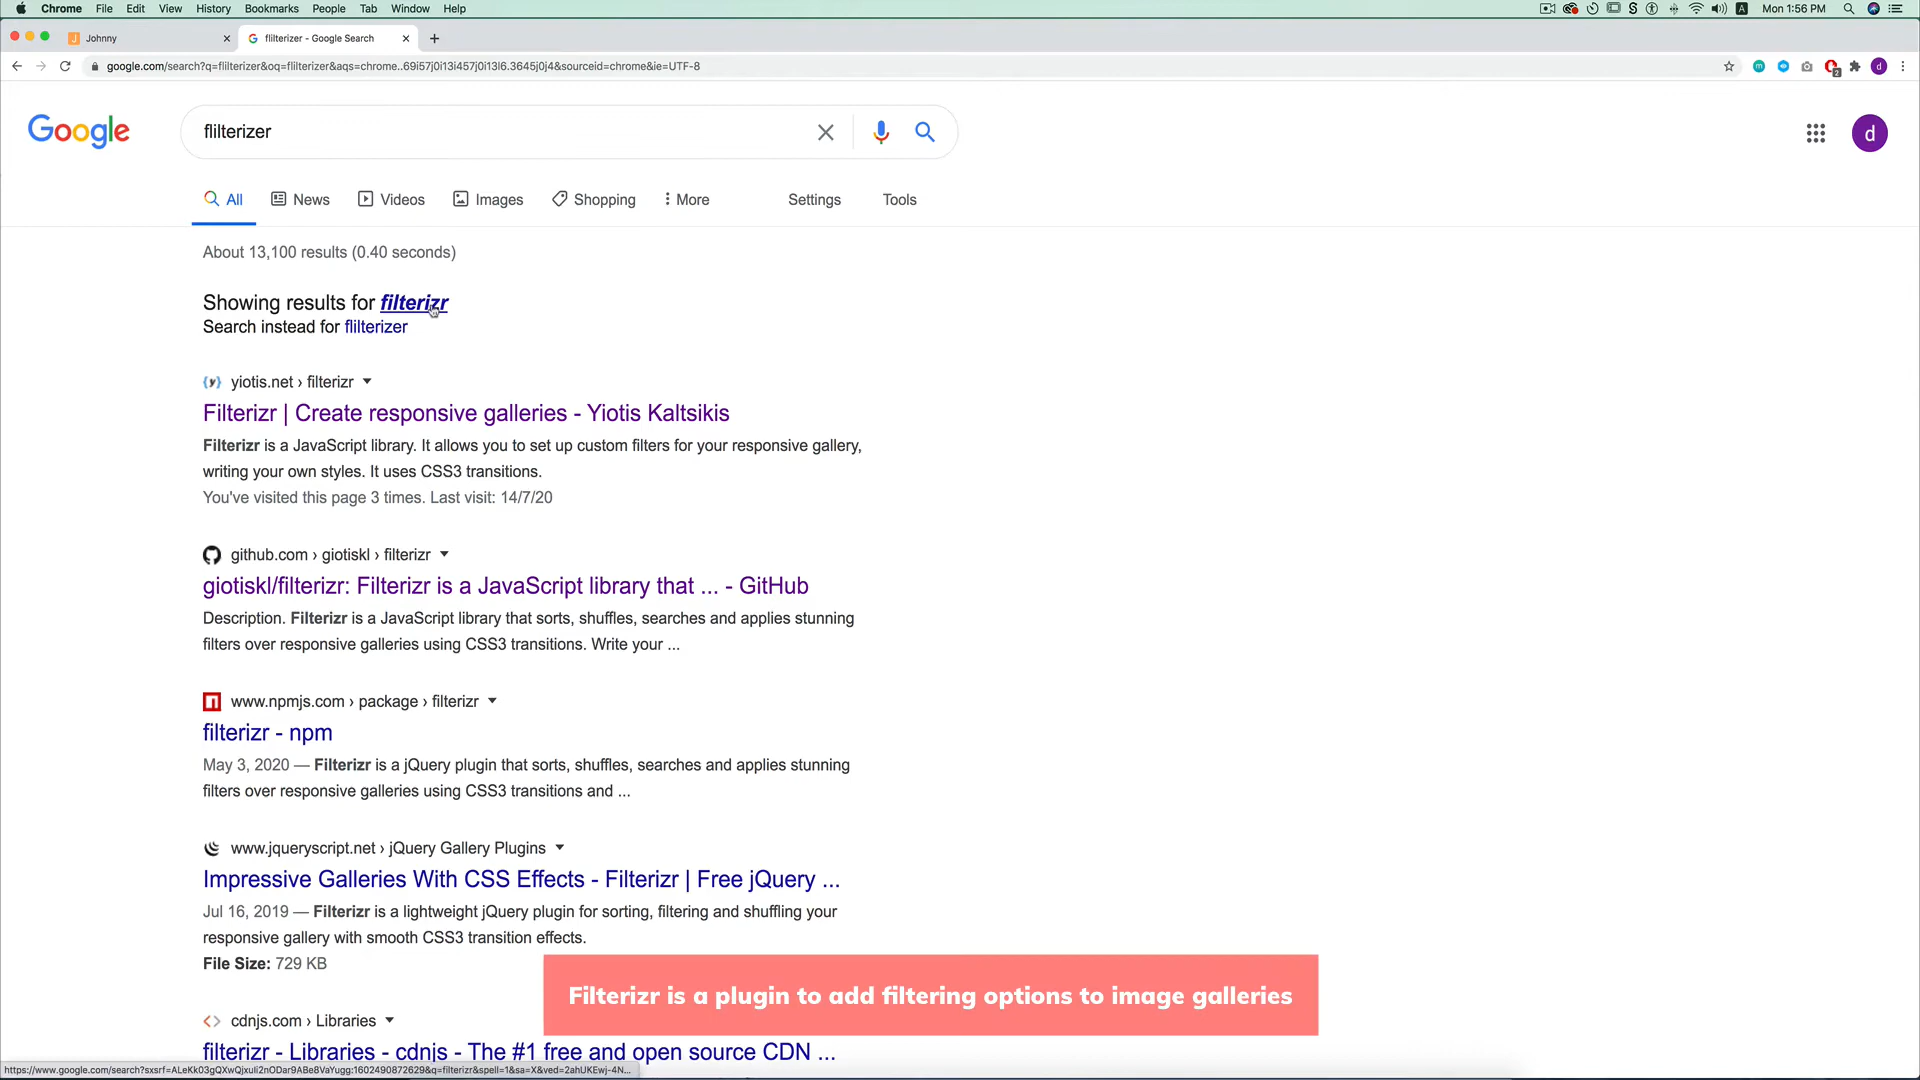 Chrome File Edit View History Bookmarks People Tab Window Help Mon 1:56 PM
Johnny flilterizer - Google Search
google.com/search?q=flilterizer&oq=flilterizer&aqs=chrome..69i57j0i13i457j0i13l6.3645j0j4&sourceid=chrome&ie=UTF-8
Google flilterizer d
All News Videos Images Shopping More Settings Tools
About 13,100 results (0.40 seconds)
Showing results for filterizr
Search instead for flilterizer
yiotis.net › filterizr
Filterizr | Create responsive galleries - Yiotis Kaltsikis
Filterizr is a JavaScript library. It allows you to set up custom filters for your responsive gallery,
writing your own styles. It uses CSS3 transitions.
You've visited this page 3 times. Last visit: 14/7/20
github.com › giotiskl › filterizr
giotiskl/filterizr: Filterizr is a JavaScript library that ... - GitHub
Description. Filterizr is a JavaScript library that sorts, shuffles, searches and applies stunning
filters over responsive galleries using CSS3 transitions. Write your ...
www.npmjs.com › package › filterizr
filterizr - npm
May 3, 2020 — Filterizr is a jQuery plugin that sorts, shuffles, searches and applies stunning
filters over responsive galleries using CSS3 transitions and ...
www.jqueryscript.net › jQuery Gallery Plugins
Impressive Galleries With CSS Effects - Filterizr | Free jQuery ...
Jul 16, 2019 — Filterizr is a lightweight jQuery plugin for sorting, filtering and shuffling your
responsive gallery with smooth CSS3 transition effects.
File Size: 729 KB
Filterizr is a plugin to add filtering options to image galleries
cdnjs.com › Libraries
filterizr - Libraries - cdnjs - The #1 free and open source CDN ...